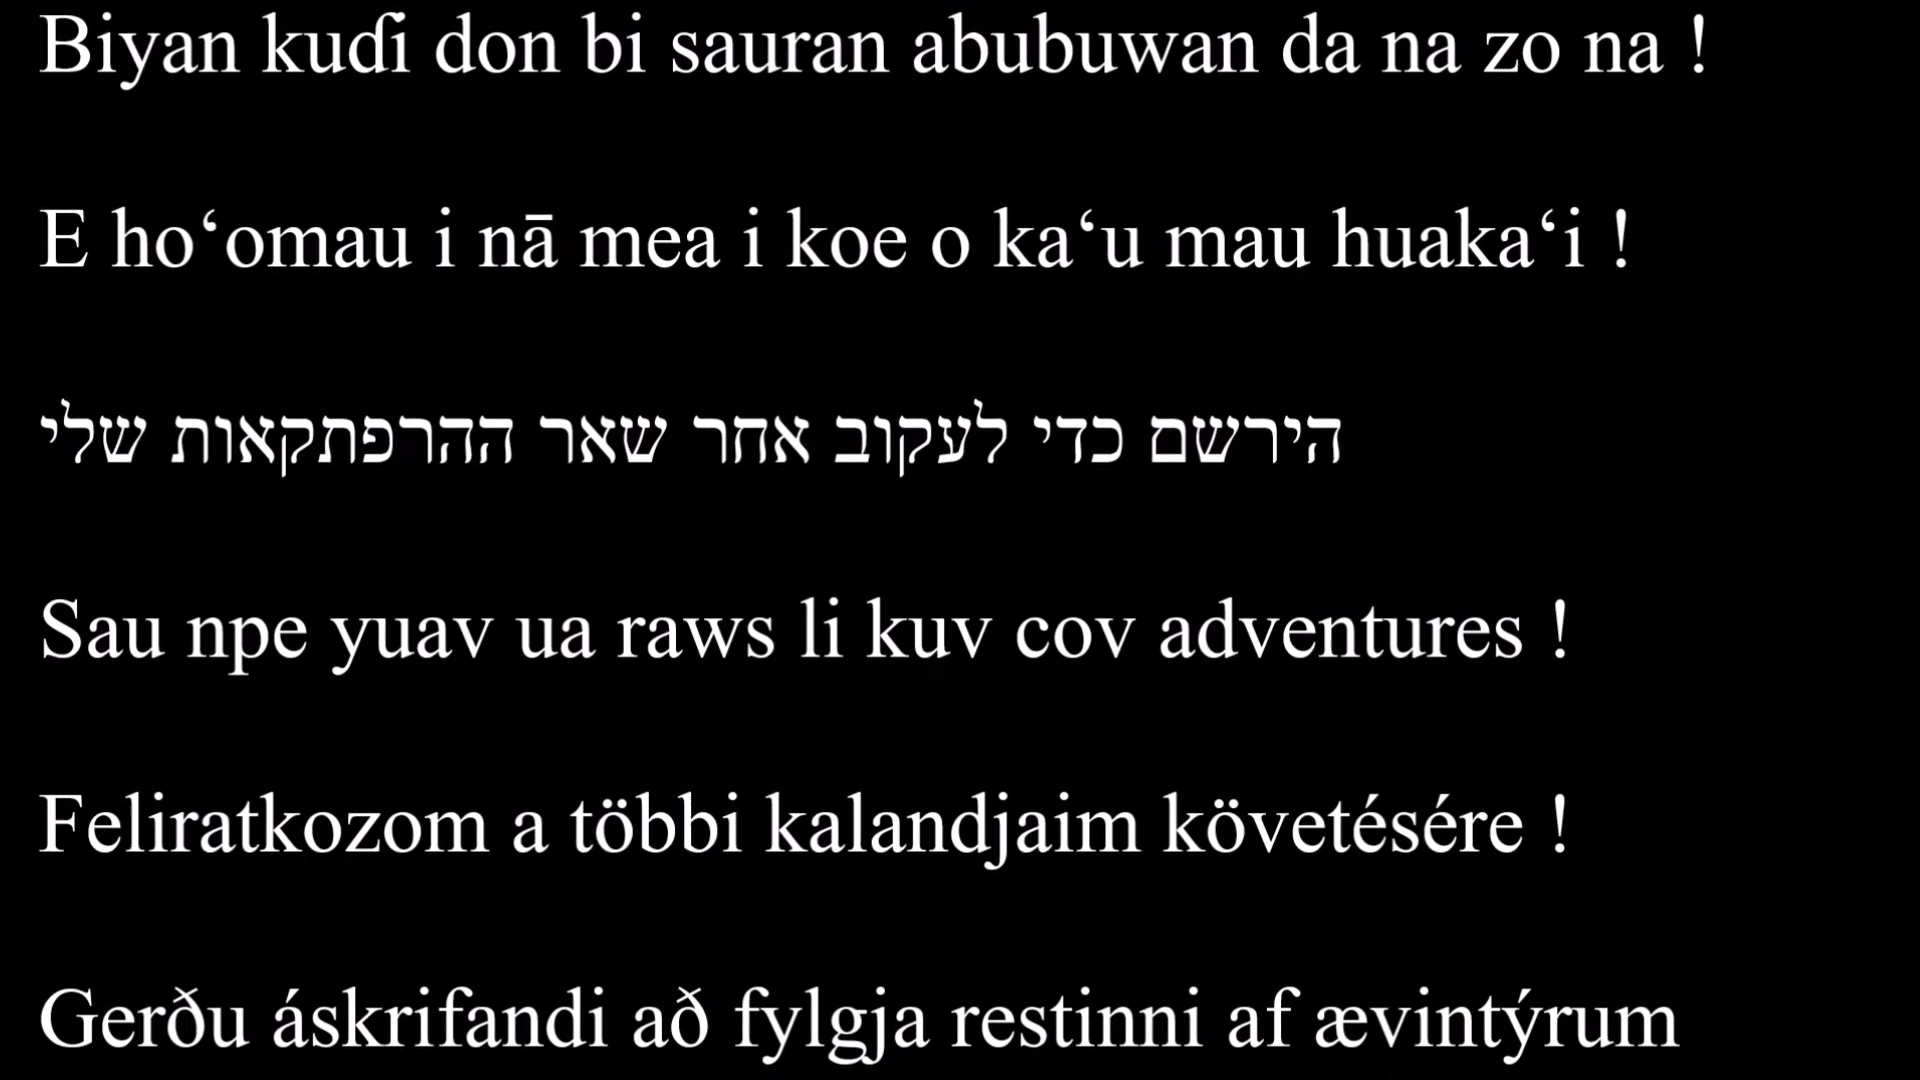 Biyan kuɗi don bi sauran abubuwan da na zo na !
E hoʻomau i nā mea i koe o kaʻu mau huakaʻi !
הירשם כדי לעקוב אחר שאר ההרפתקאות שלי
Sau npe yuav ua raws li kuv cov adventures !
Feliratkozom a többi kalandjaim követésére !
Gerðu áskrifandi að fylgja restinni af ævintýrum